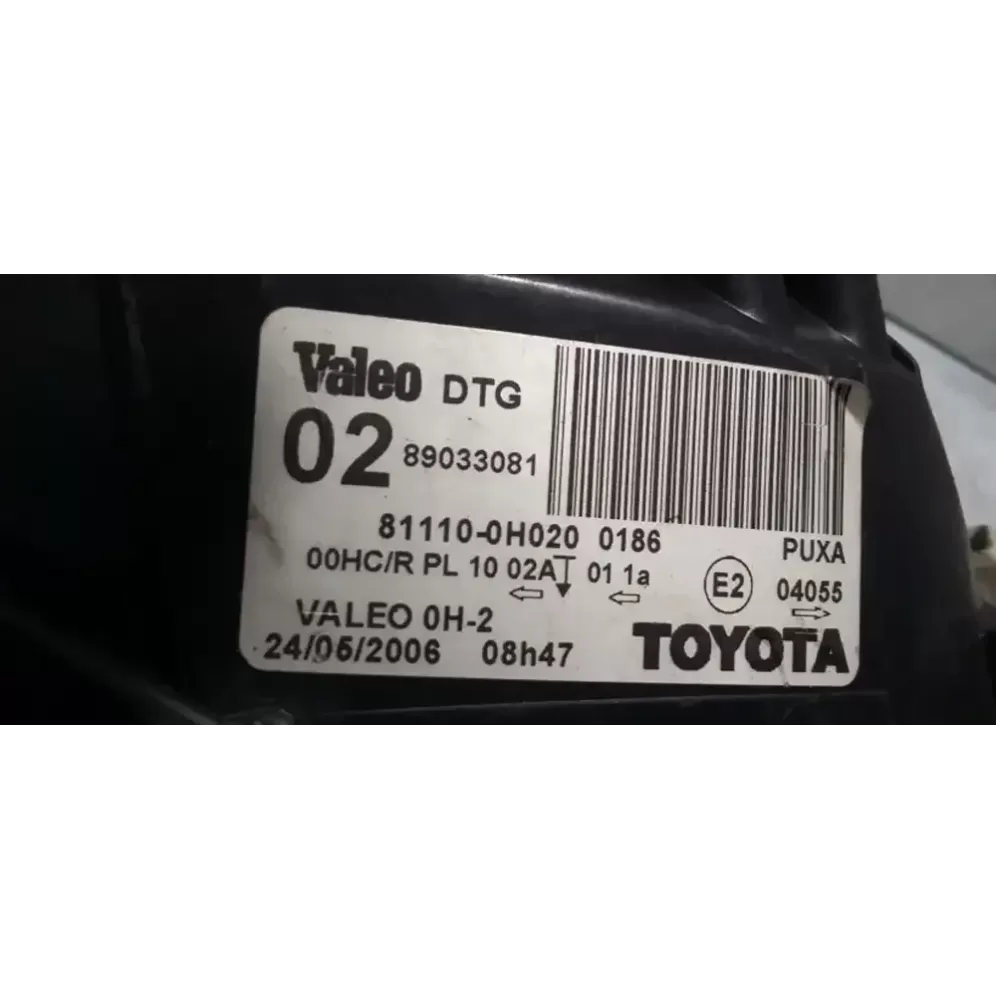 Valeo DTG
02 89033081
81110-0H020 0186 PUXA
00HC/R PL 10 02A 01 1a E2 04055
VALEO 0H-2
24/05/2006 08h47 TOYOTA